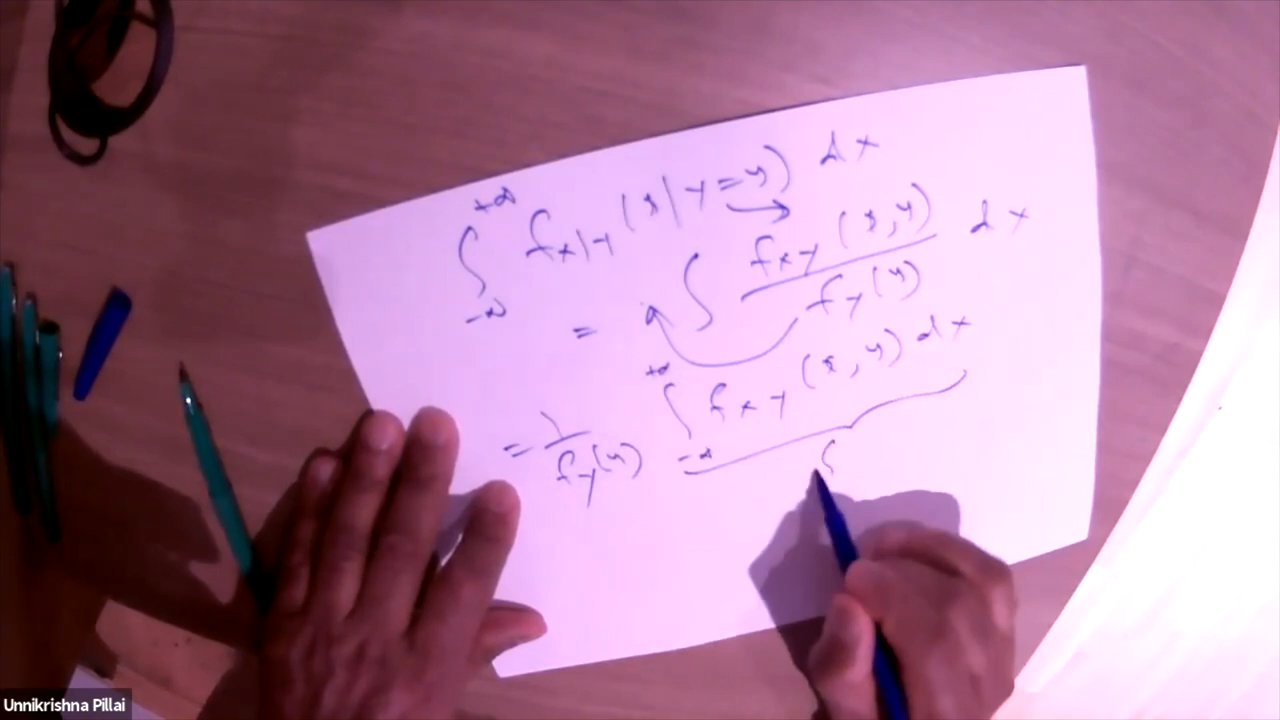 ∫_{-∞}^{+∞} f_{X|Y}(x|Y=y) dx
= ∫ f_{XY}(x,y) / f_Y(y) dx
= 1/f_Y(y) ∫_{-∞}^{+∞} f_{XY}(x,y) dx
Unnikrishna Pillai